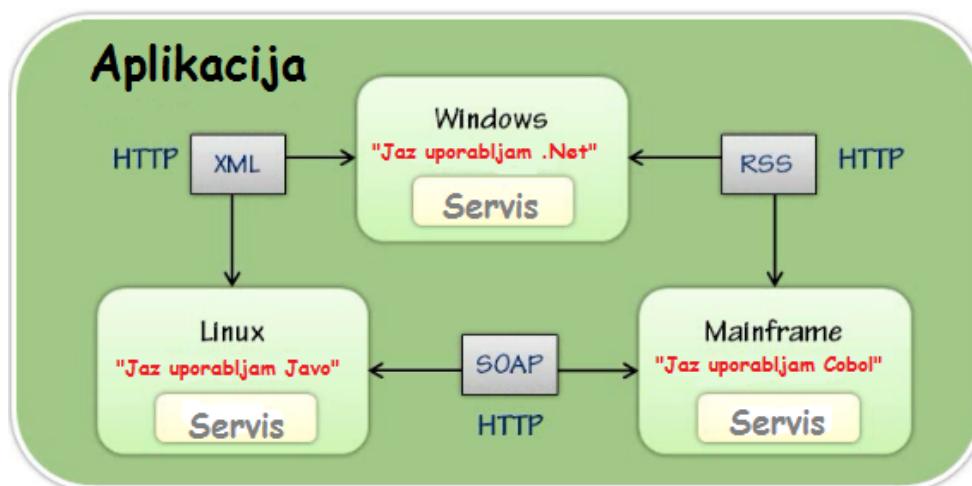 Aplikacija
Windows
"Jaz uporabljam .Net"
Servis
HTTP
XML
RSS
HTTP
Linux
"Jaz uporabljam Javo"
Servis
SOAP
HTTP
Mainframe
"Jaz uporabljam Cobol"
Servis